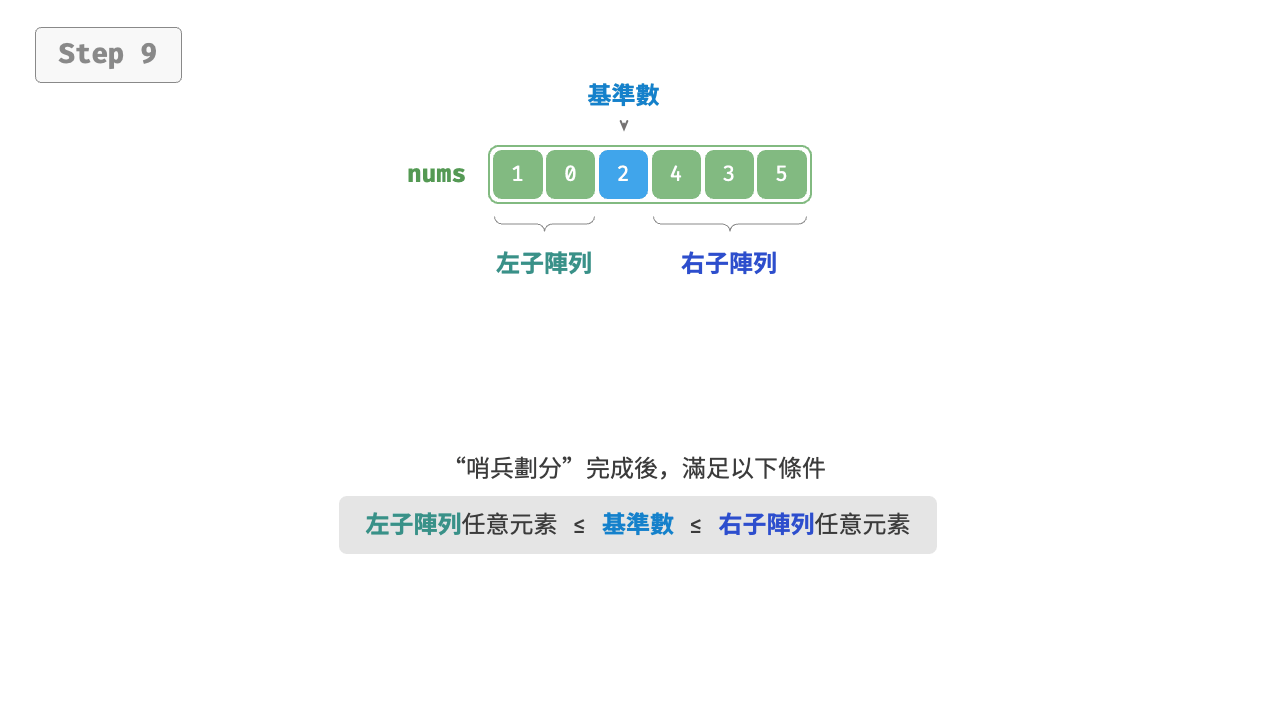 Step 9
基準數
nums 1 0 2 4 3 5
左子陣列 右子陣列
“哨兵劃分”完成後，滿足以下條件
左子陣列任意元素 ≤ 基準數 ≤ 右子陣列任意元素